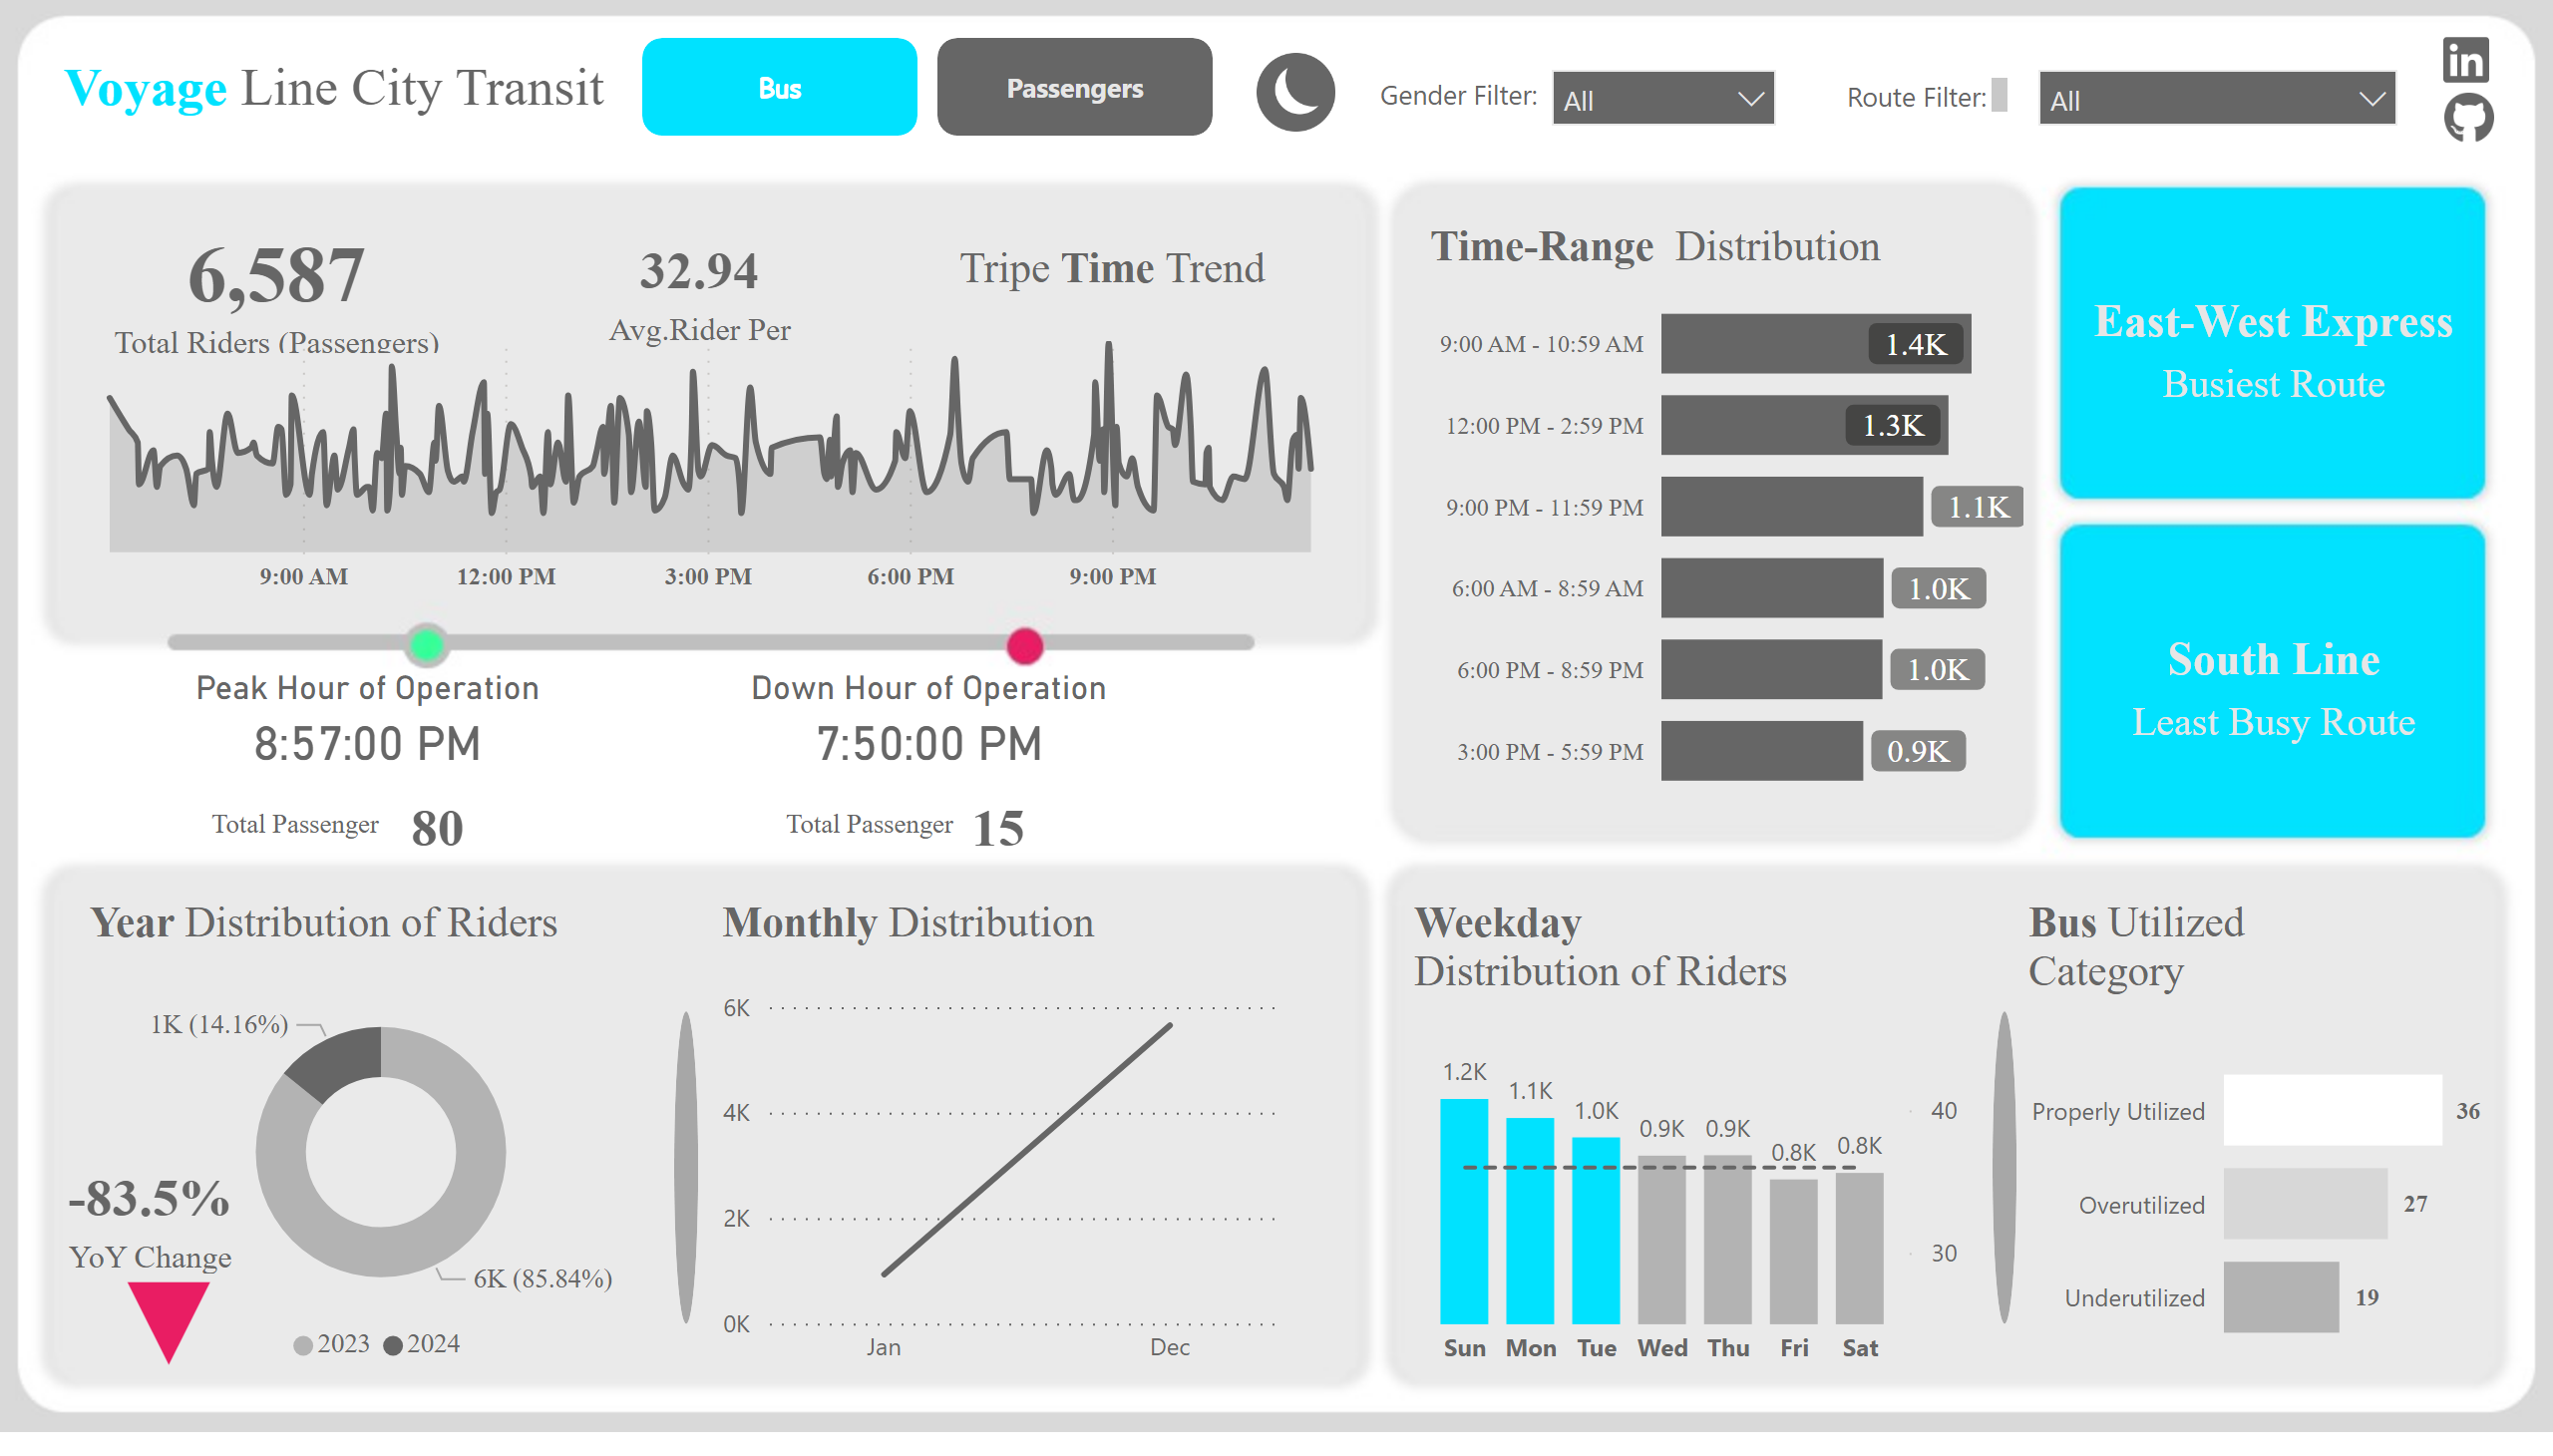 Voyage Line City Transit
Bus
Passengers
Gender Filter:
All
Route Filter:
All
in
6,587
Total Riders (Passengers)
32.94
Avg.Rider Per
Tripe Time Trend
9:00 AM
12:00 PM
3:00 PM
6:00 PM
9:00 PM
Peak Hour of Operation
8:57:00 PM
Total Passenger 80
Down Hour of Operation
7:50:00 PM
Total Passenger 15
Time-Range Distribution
9:00 AM - 10:59 AM 1.4K
12:00 PM - 2:59 PM 1.3K
9:00 PM - 11:59 PM 1.1K
6:00 AM - 8:59 AM 1.0K
6:00 PM - 8:59 PM 1.0K
3:00 PM - 5:59 PM 0.9K
East-West Express
Busiest Route
South Line
Least Busy Route
Year Distribution of Riders
1K (14.16%)
-83.5%
YoY Change
6K (85.84%)
2023 2024
Monthly Distribution
6K
4K
2K
0K
Jan
Dec
Weekday
Distribution of Riders
1.2K
1.1K
1.0K
0.9K
0.9K
0.8K
0.8K
40
30
Sun Mon Tue Wed Thu Fri Sat
Bus Utilized
Category
Properly Utilized 36
Overutilized 27
Underutilized 19